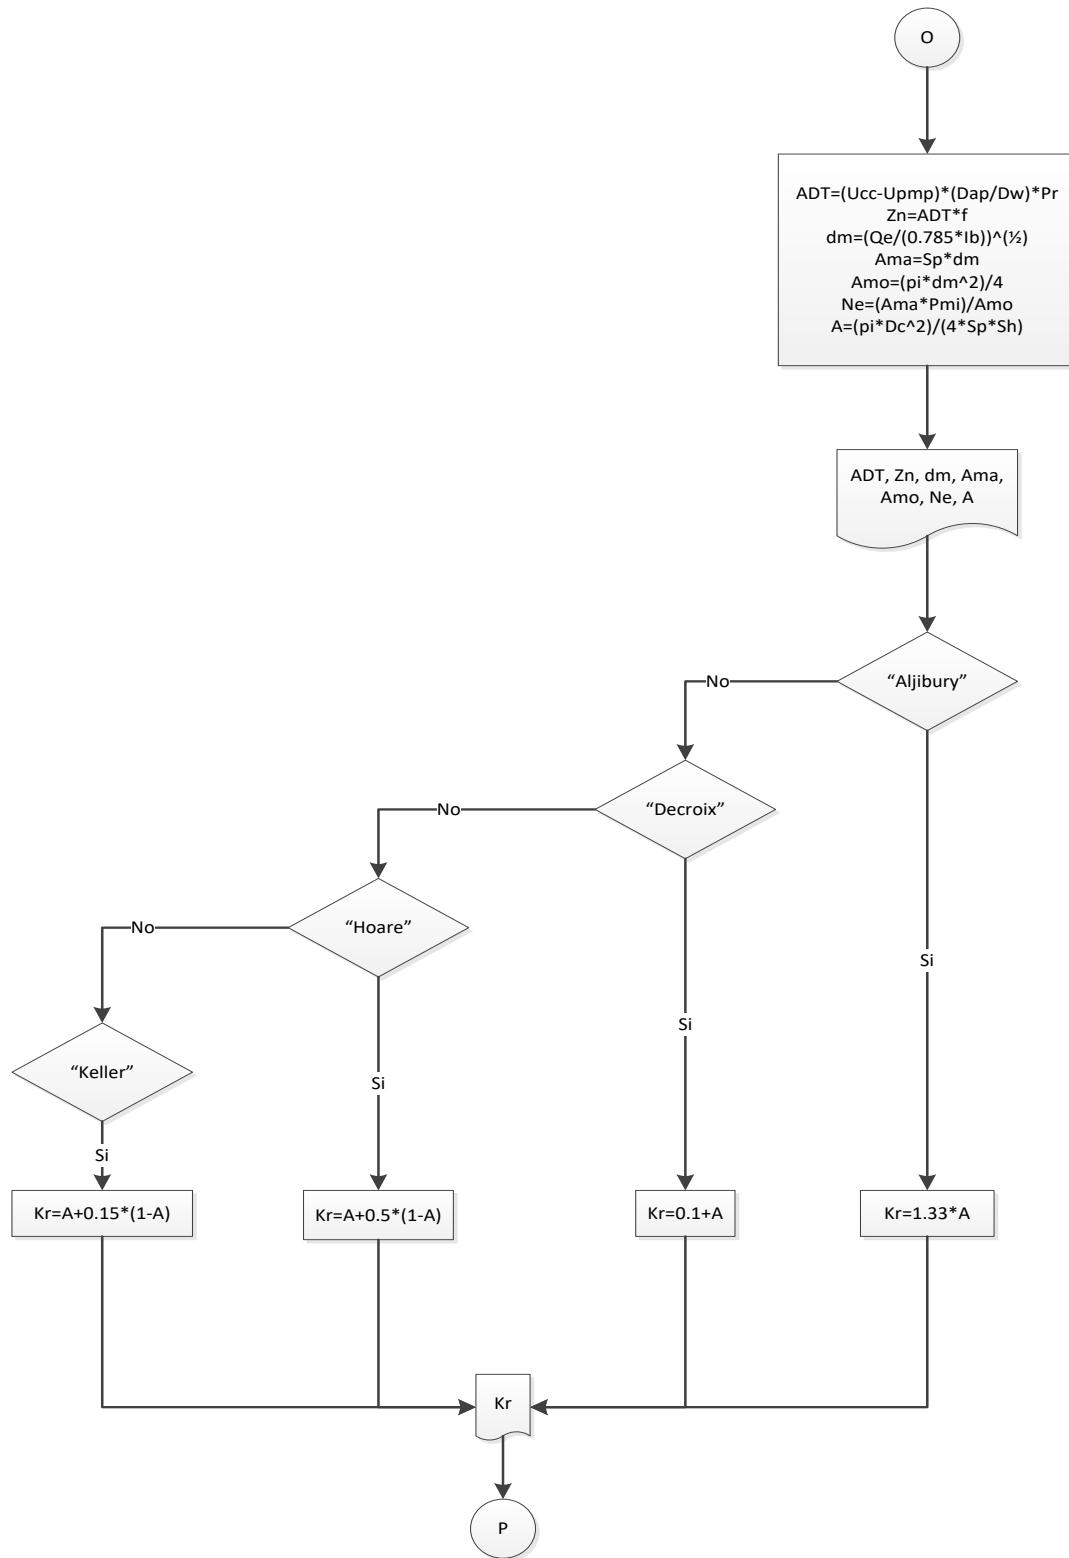 O
ADT=(Ucc-Upmp)*(Dap/Dw)*Pr
Zn=ADT*f
dm=(Qe/(0.785*Ib))^(½)
Ama=Sp*dm
Amo=(pi*dm^2)/4
Ne=(Ama*Pmi)/Amo
A=(pi*Dc^2)/(4*Sp*Sh)
ADT, Zn, dm, Ama,
Amo, Ne, A
“Aljibury”
No
“Decroix”
No
“Hoare”
No
Si
Si
“Keller”
Si
Si
Kr=A+0.15*(1-A)
Kr=A+0.5*(1-A)
Kr=0.1+A
Kr=1.33*A
Kr
P